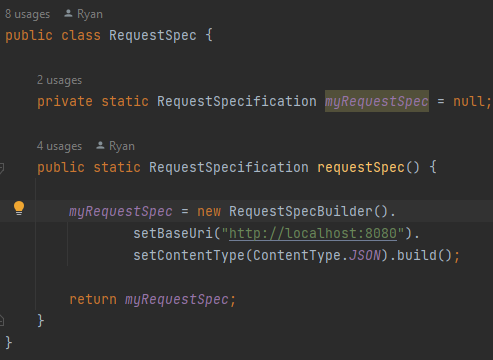 8 usages Ryan
public class RequestSpec {
2 usages
private static RequestSpecification myRequestSpec = null;
4 usages Ryan
public static RequestSpecification requestSpec() {
myRequestSpec = new RequestSpecBuilder().
setBaseUri("http://localhost:8080").
setContentType(ContentType.JSON).build();
return myRequestSpec;
}
}